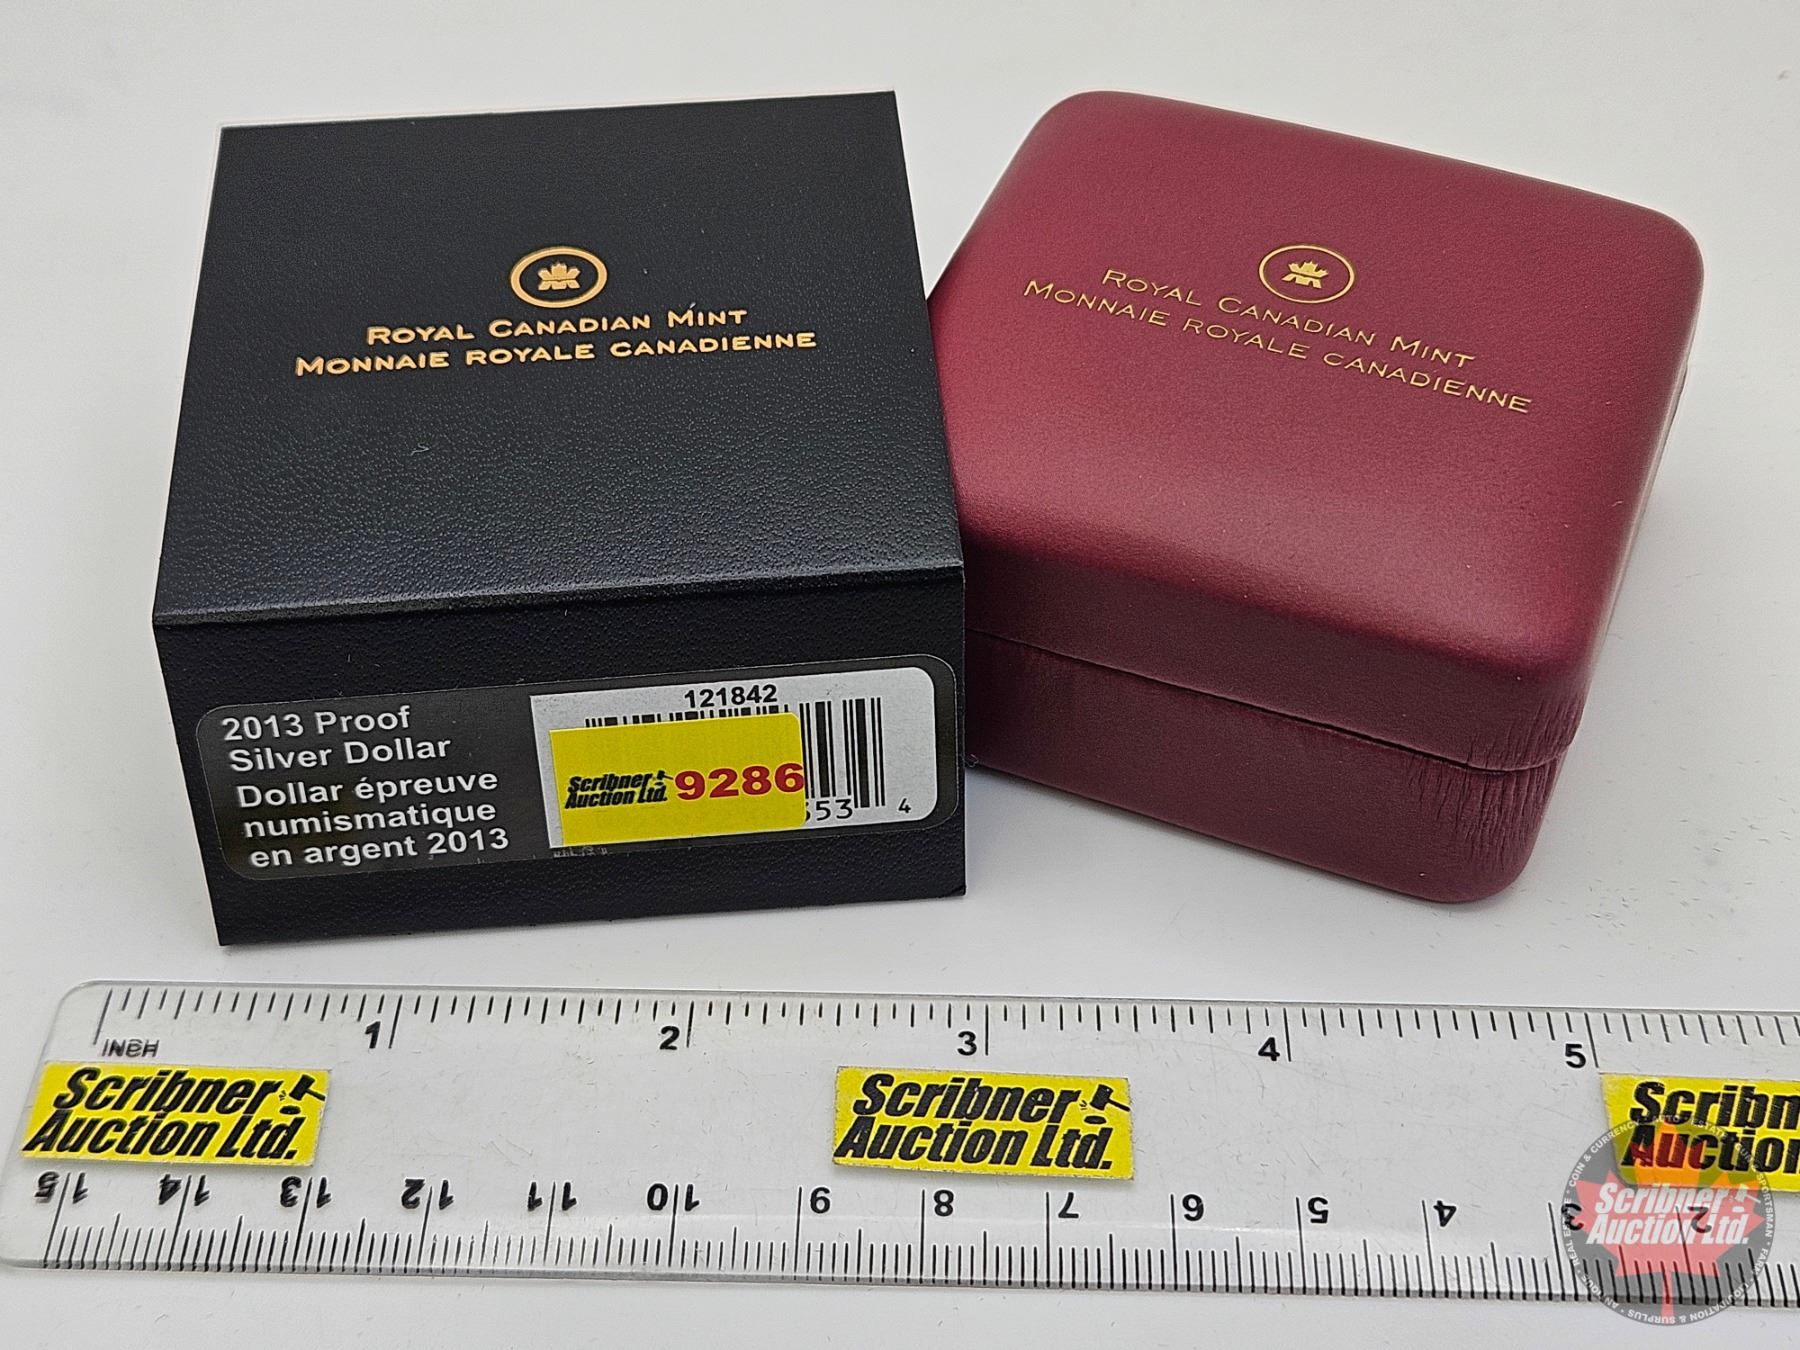 ROYAL CANADIAN MINT
MONNAIE ROYALE CANADIENNE
ROYAL CANADIAN MINT
MONNAIE ROYALE CANADIENNE
2013 Proof
Silver Dollar
Dollar épreuve
numismatique
en argent 2013
121842
Scribner
Auction Ltd.
9286
553 4
1 2 3 4 5
INCH
Scribner
Auction Ltd.
Scribner
Auction Ltd.
Scribn
Auction
15 14 13 12 11 10 9 8 7 6 5 4 3 2
Scribner
Auction Ltd.